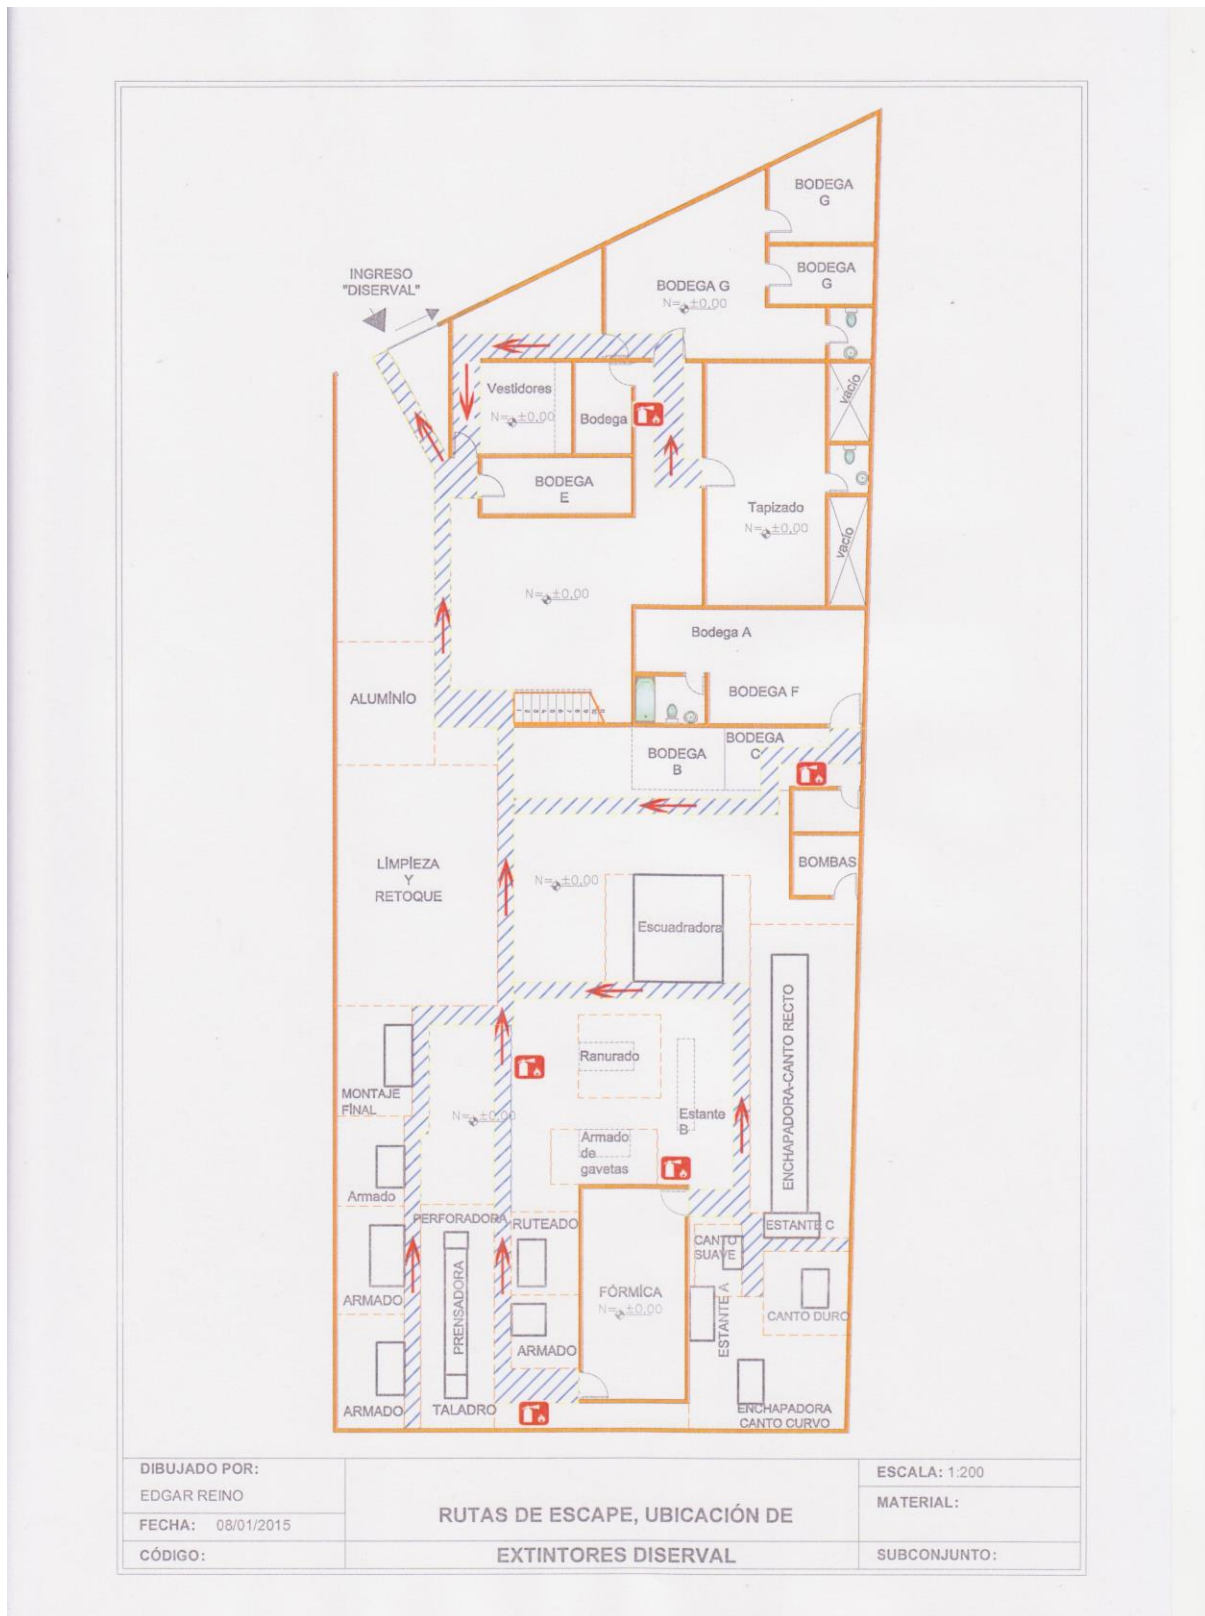 BODEGA
G
BODEGA
G
INGRESO
"DISERVAL"
BODEGA G
N= ±0,00
vacío
Vestidores
N= ±0,00
Bodega
BODEGA
E
Tapizado
N= ±0,00
vacío
N= ±0,00
Bodega A
BODEGA F
ALUMINIO
BODEGA
B
BODEGA
C
LIMPIEZA
Y
RETOQUE
N= ±0,00
BOMBAS
Escuadradora
ENCHAPADORA-CANTO RECTO
Ranurado
MONTAJE
FINAL
N= ±0,00
Estante
B
Armado
de
gavetas
Armado
PERFORADORA
RUTEADO
ESTANTE C
CANTO
SUAVE
PRENSADORA
FÓRMICA
N= ±0,00
ARMADO
ESTANTE A
CANTO DURO
ARMADO
ARMADO
TALADRO
ENCHAPADORA
CANTO CURVO
DIBUJADO POR:
EDGAR REINO
FECHA: 08/01/2015
CÓDIGO:
RUTAS DE ESCAPE, UBICACIÓN DE
EXTINTORES DISERVAL
ESCALA: 1:200
MATERIAL:
SUBCONJUNTO: